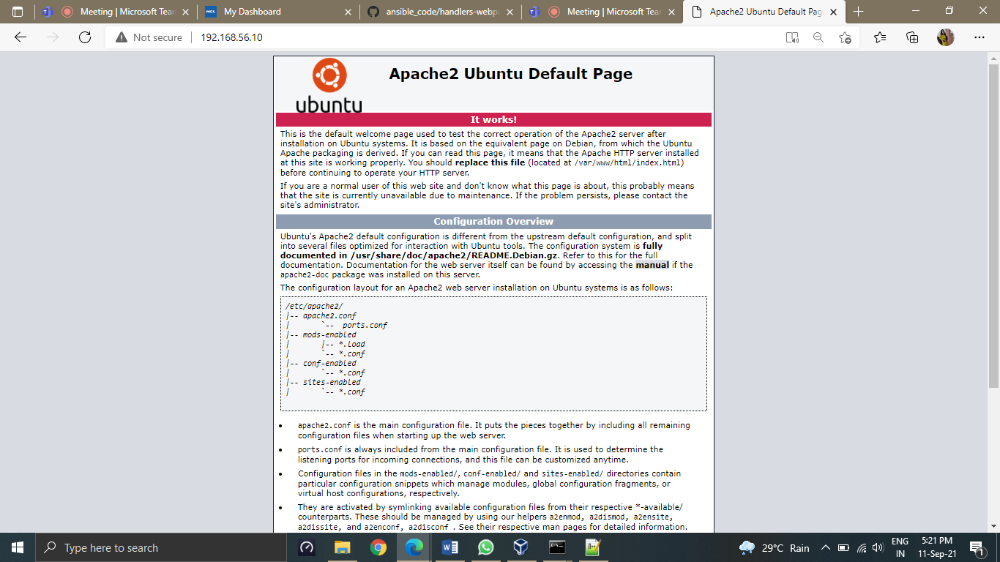 Meeting | Microsoft Tear
My Dashboard
ansible_code/handlers-webpa
Meeting | Microsoft Tear
Apache2 Ubuntu Default Pag
Not secure
192.168.56.10
ubuntu
Apache2 Ubuntu Default Page
It works!
This is the default welcome page used to test the correct operation of the Apache2 server after
installation on Ubuntu systems. It is based on the equivalent page on Debian, from which the Ubuntu
Apache packaging is derived. If you can read this page, it means that the Apache HTTP server installed
at this site is working properly. You should replace this file (located at /var/www/html/index.html)
before continuing to operate your HTTP server.
If you are a normal user of this web site and don't know what this page is about, this probably means
that the site is currently unavailable due to maintenance. If the problem persists, please contact the
site's administrator.
Configuration Overview
Ubuntu's Apache2 default configuration is different from the upstream default configuration, and split
into several files optimized for interaction with Ubuntu tools. The configuration system is fully
documented in /usr/share/doc/apache2/README.Debian.gz. Refer to this for the full
documentation. Documentation for the web server itself can be found by accessing the manual if the
apache2-doc package was installed on this server.
The configuration layout for an Apache2 web server installation on Ubuntu systems is as follows:
/etc/apache2/
|-- apache2.conf
|       `--  ports.conf
|-- mods-enabled
|       |-- *.load
|       `-- *.conf
|-- conf-enabled
|       `-- *.conf
|-- sites-enabled
|       `-- *.conf
• apache2.conf is the main configuration file. It puts the pieces together by including all remaining
configuration files when starting up the web server.
• ports.conf is always included from the main configuration file. It is used to determine the
listening ports for incoming connections, and this file can be customized anytime.
• Configuration files in the mods-enabled/, conf-enabled/ and sites-enabled/ directories contain
particular configuration snippets which manage modules, global configuration fragments, or
virtual host configurations, respectively.
• They are activated by symlinking available configuration files from their respective *-available/
counterparts. These should be managed by using our helpers a2enmod, a2dismod, a2ensite,
a2dissite, and a2enconf, a2disconf . See their respective man pages for detailed information.
Type here to search
29°C Rain
ENG
IN
5:21 PM
11-Sep-21
1